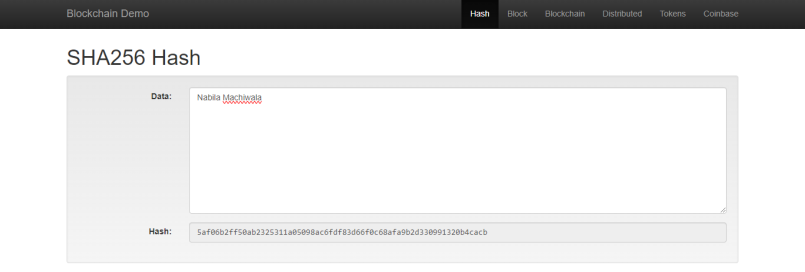 Blockchain Demo Hash Block Blockchain Distributed Tokens Coinbase
SHA256 Hash
Data: Nabila Machiwala
Hash: 5af06b2ff50ab2325311a05098ac6fdf83d66f0c68afa9b2d330991320b4cacb